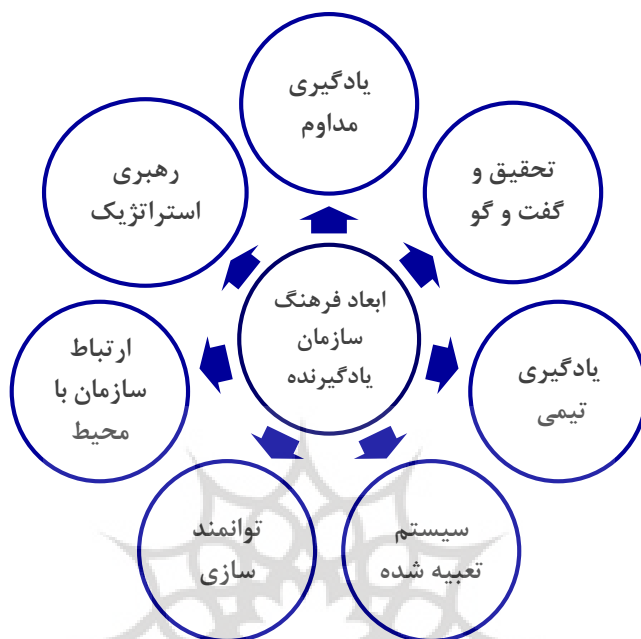 یادگیری
مداوم
تحقیق و
گفت و گو
یادگیری
تیمی
سیستم
تعبیه شده
توانمند
سازی
ارتباط
سازمان با
محیط
رهبری
استراتژیک
ابعاد فرهنگ
سازمان
یادگیرنده